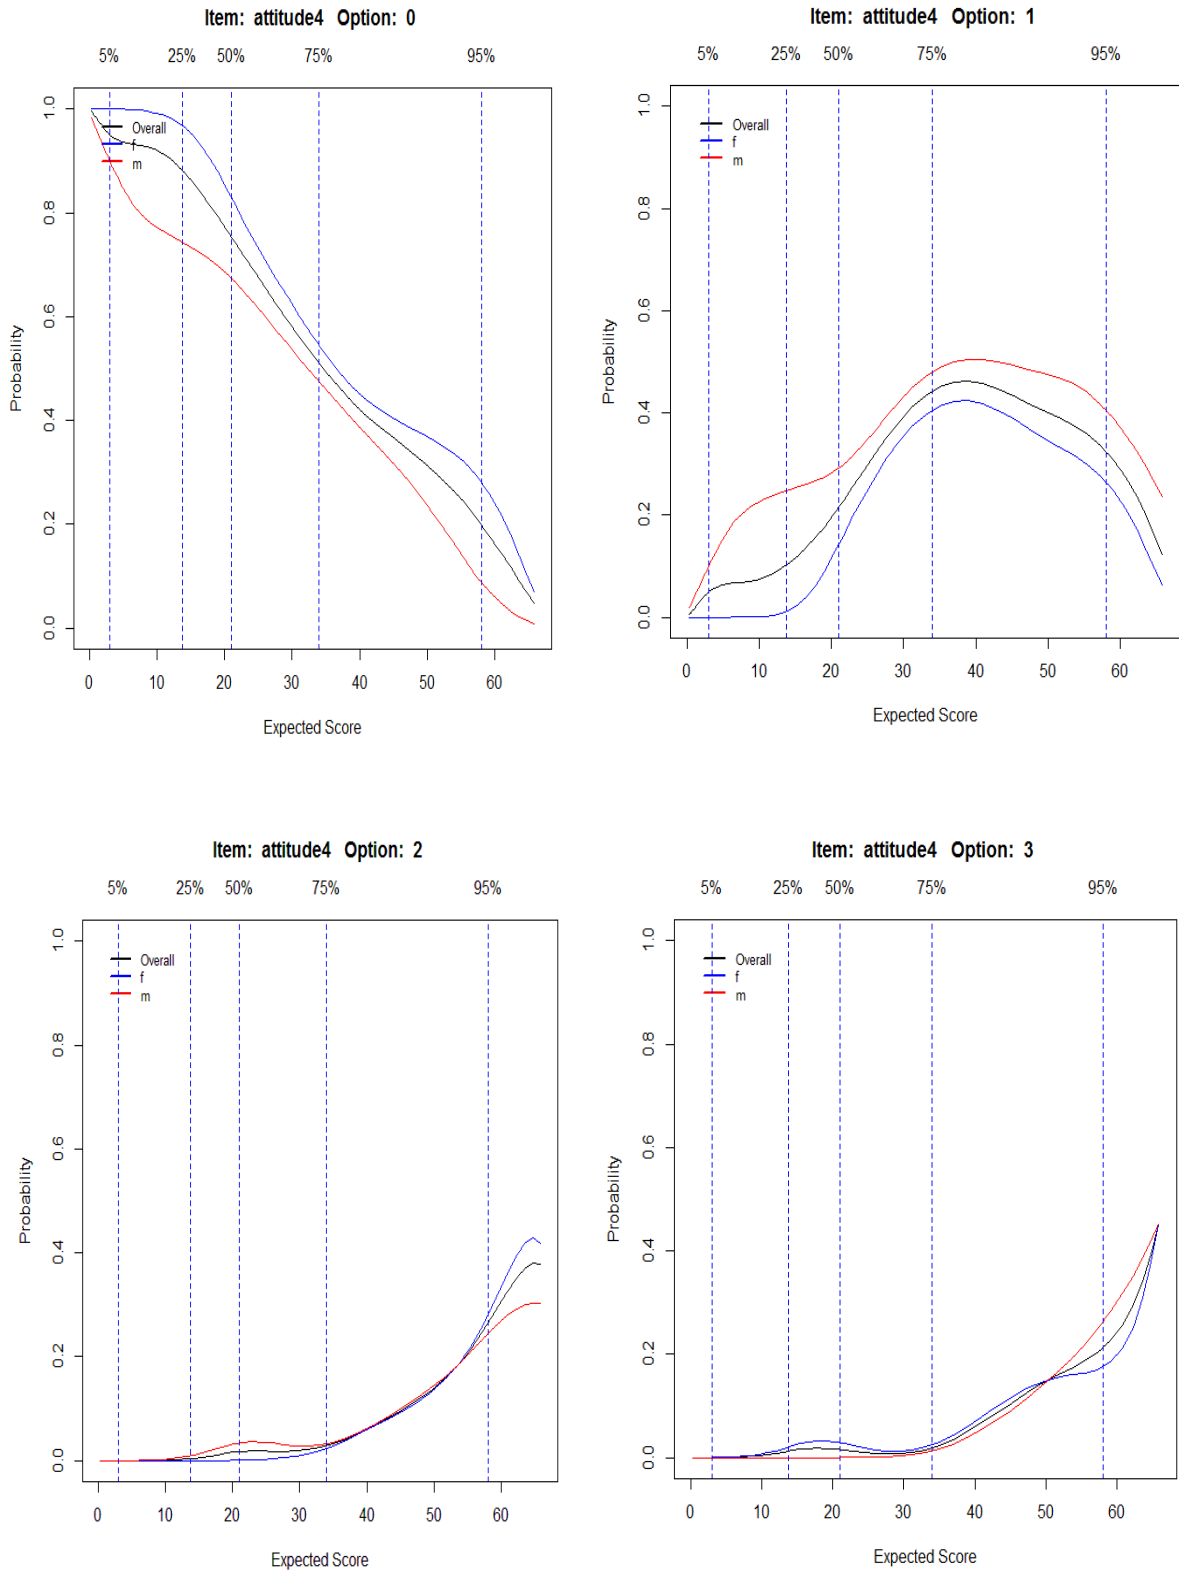 Item: attitude4 Option: 0
5% 25% 50% 75% 95%
Overall
f
m
Probability
0.0 0.2 0.4 0.6 0.8 1.0
0 10 20 30 40 50 60
Expected Score
Item: attitude4 Option: 1
5% 25% 50% 75% 95%
Overall
f
m
Probability
0.0 0.2 0.4 0.6 0.8 1.0
0 10 20 30 40 50 60
Expected Score
Item: attitude4 Option: 2
5% 25% 50% 75% 95%
Overall
f
m
Probability
0.0 0.2 0.4 0.6 0.8 1.0
0 10 20 30 40 50 60
Expected Score
Item: attitude4 Option: 3
5% 25% 50% 75% 95%
Overall
f
m
Probability
0.0 0.2 0.4 0.6 0.8 1.0
0 10 20 30 40 50 60
Expected Score